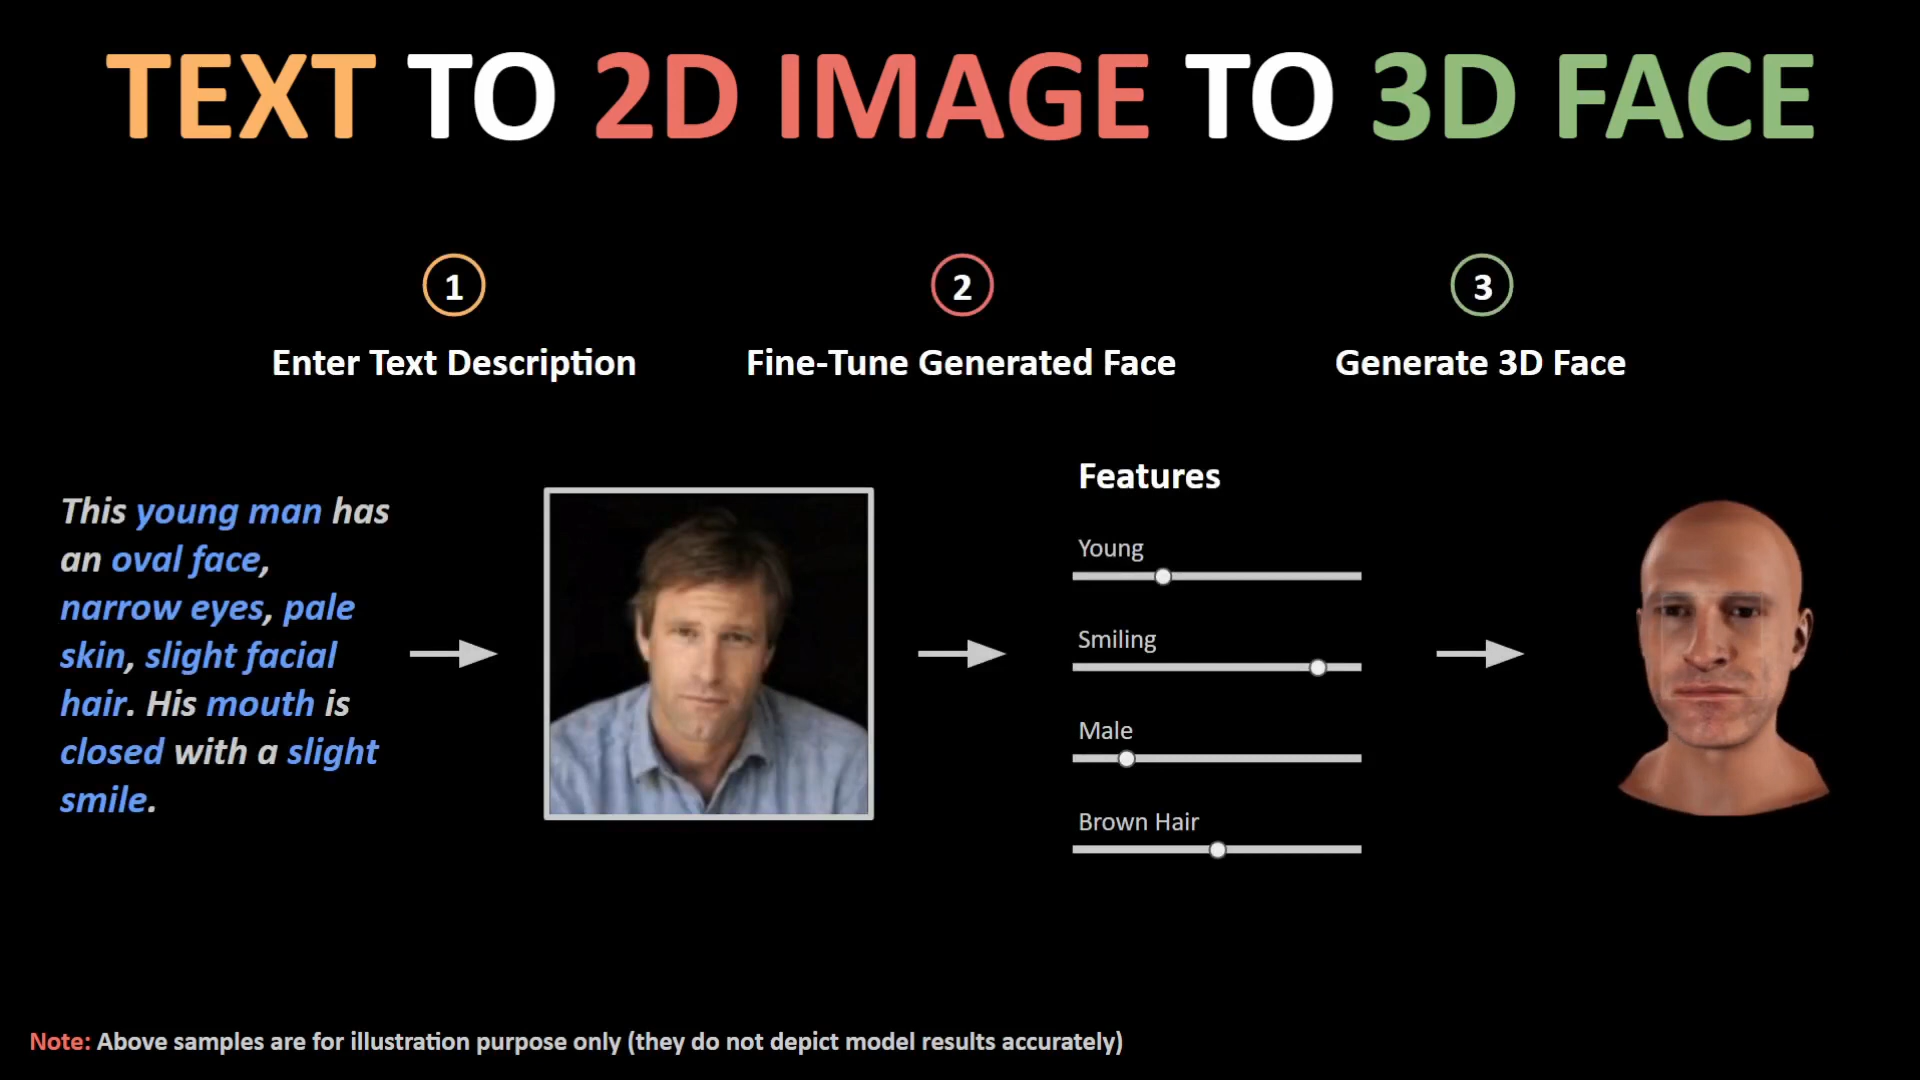 TEXT TO 2D IMAGE TO 3D FACE
1
Enter Text Description
2
Fine-Tune Generated Face
3
Generate 3D Face
This young man has
an oval face,
narrow eyes, pale
skin, slight facial
hair. His mouth is
closed with a slight
smile.
Features
Young
Smiling
Male
Brown Hair
Note: Above samples are for illustration purpose only (they do not depict model results accurately)